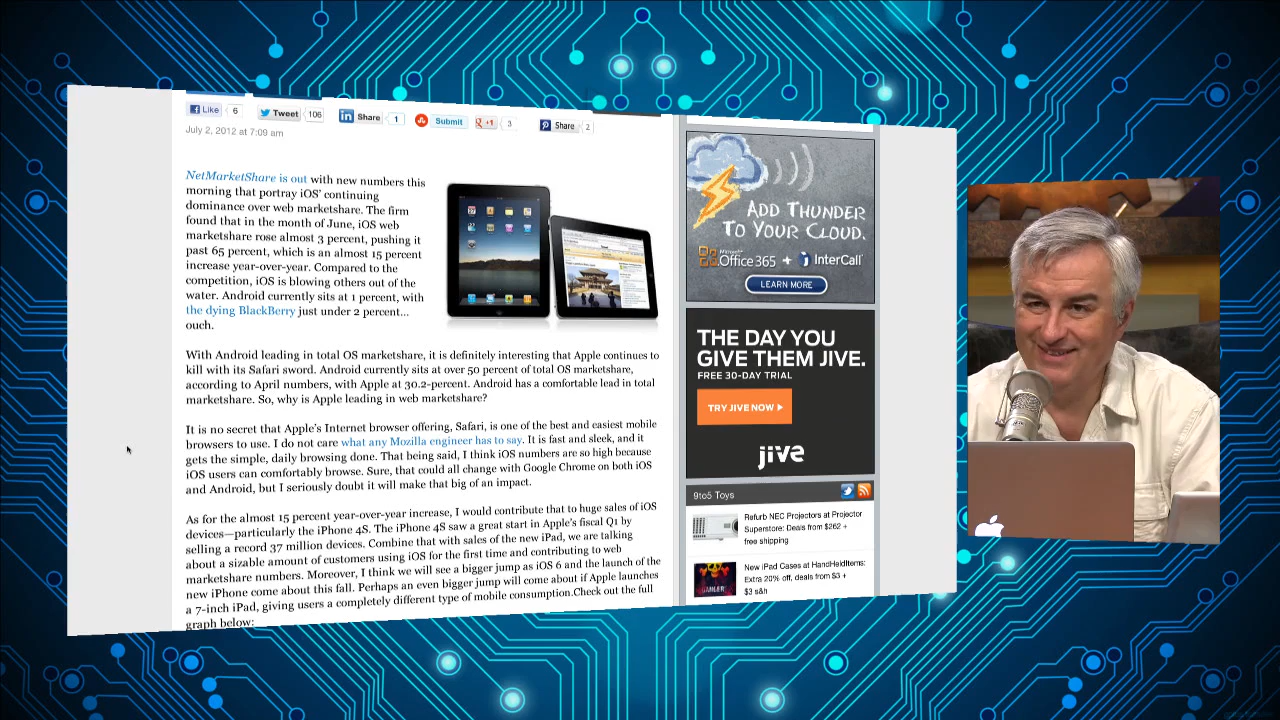 Like 6 Tweet 106 Share 1 Submit +1 3 Share 2
July 2, 2012 at 7:09 am
NetMarketShare is out with new numbers this
morning that portray iOS' continuing
dominance over web marketshare. The firm
found that in the month of June, iOS web
marketshare rose almost 3 percent, pushing it
past 65 percent, which is an almost 15 percent
increase year-over-year. Compared to the
competition, iOS is blowing others out of the
water. Android currently sits at 1 percent, with
the dying BlackBerry just under 2 percent…
ouch.
With Android leading in total OS marketshare, it is definitely interesting that Apple continues to
kill with its Safari sword. Android currently sits at over 50 percent of total OS marketshare,
according to April numbers, with Apple at 30.2-percent. Android has a comfortable lead in total
marketshare. So, why is Apple leading in web marketshare?
It is no secret that Apple's Internet browser offering, Safari, is one of the best and easiest mobile
browsers to use. I do not care what any Mozilla engineer has to say. It is fast and sleek, and it
gets the simple, daily browsing done. That being said, I think iOS numbers are so high because
iOS users can comfortably browse. Sure, that could all change with Google Chrome on both iOS
and Android, but I seriously doubt it will make that big of an impact.
As for the almost 15 percent year-over-year increase, I would contribute that to huge sales of iOS
devices—particularly the iPhone 4S. The iPhone 4S saw a great start in Apple's fiscal Q1 by
selling a record 37 million devices. Combine that with sales of the new iPad, we are talking
about a sizable amount of customers using iOS for the first time and contributing to web
marketshare numbers. Moreover, I think we will see a bigger jump as iOS 6 and the launch of the
new iPhone come about this fall. Perhaps an even bigger jump will come about if Apple launches
a 7-inch iPad, giving users a completely different type of mobile consumption.Check out the full
graph below:
ADD THUNDER
TO YOUR CLOUD.
Microsoft
Office 365 + InterCall
LEARN MORE
THE DAY YOU
GIVE THEM JIVE.
FREE 30-DAY TRIAL
TRY JIVE NOW
jive
9to5 Toys
Refurb NEC Projectors at Projector
Superstore: Deals from $262 +
free shipping
New iPad Cases at HandHeldItems:
Extra 20% off, deals from $3 +
$3 s&h